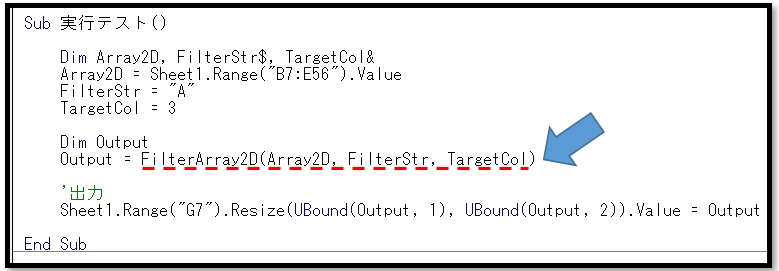 Sub 実行テスト()
Dim Array2D, FilterStr$, TargetCol&
Array2D = Sheet1.Range("B7:E56").Value
FilterStr = "A"
TargetCol = 3
Dim Output
Output = FilterArray2D(Array2D, FilterStr, TargetCol)
'出力
Sheet1.Range("G7").Resize(UBound(Output, 1), UBound(Output, 2)).Value = Output
End Sub